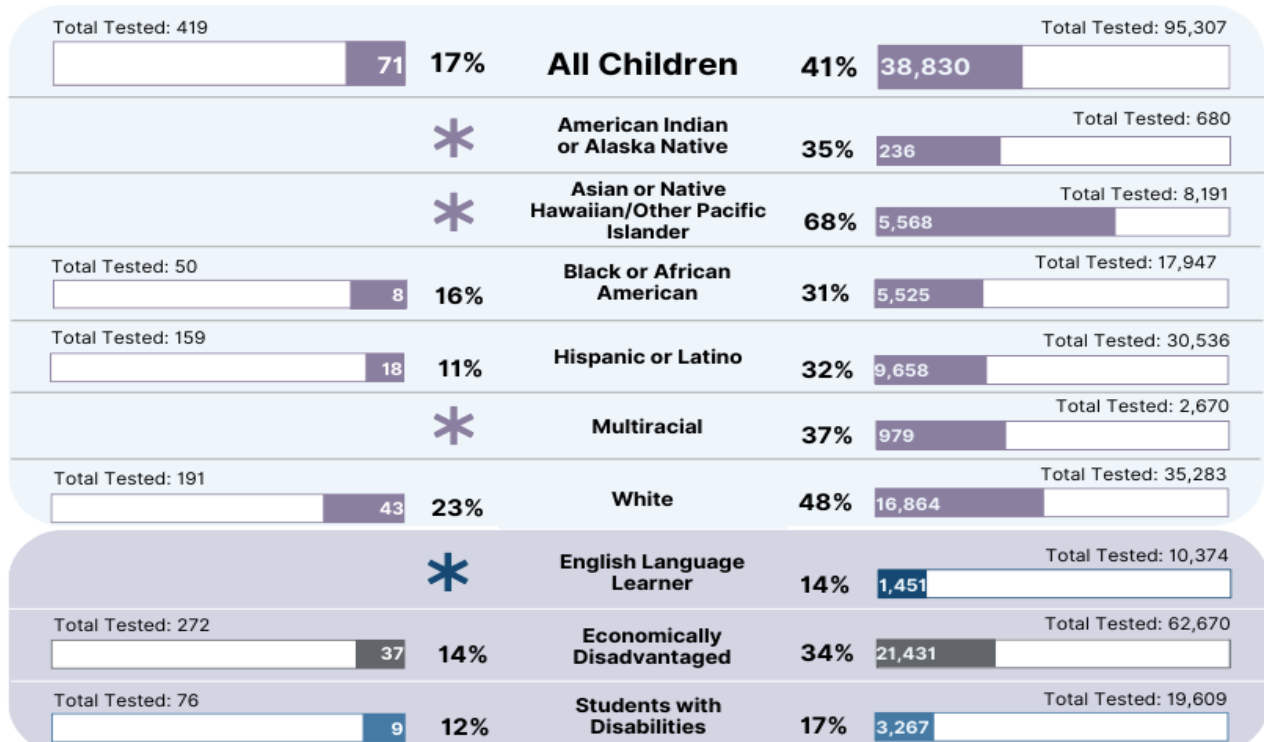 Total Tested: 419
71 17% All Children 41% 38,830
Total Tested: 95,307
American Indian
or Alaska Native
35% 236
Total Tested: 680
Asian or Native
Hawaiian/Other Pacific
Islander
68% 5,568
Total Tested: 8,191
Total Tested: 50
8 16%
Black or African
American
31% 5,525
Total Tested: 17,947
Total Tested: 159
18 11% Hispanic or Latino 32% 9,658
Total Tested: 30,536
Multiracial
37% 979
Total Tested: 2,670
Total Tested: 191
43 23% White 48% 16,864
Total Tested: 35,283
English Language
Learner
14% 1,451
Total Tested: 10,374
Total Tested: 272
37 14%
Economically
Disadvantaged
34% 21,431
Total Tested: 62,670
Total Tested: 76
9 12%
Students with
Disabilities
17% 3,267
Total Tested: 19,609